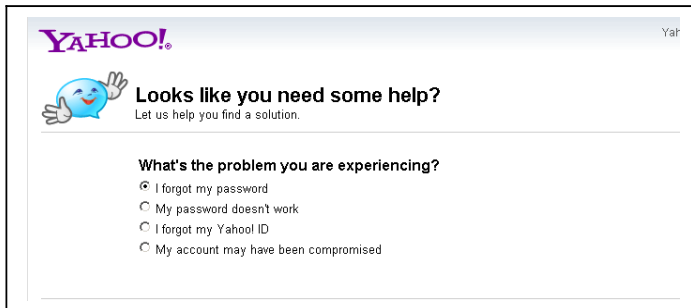 YAHOO!®
Yah
Looks like you need some help?
Let us help you find a solution.
What's the problem you are experiencing?
I forgot my password
My password doesn't work
I forgot my Yahoo! ID
My account may have been compromised